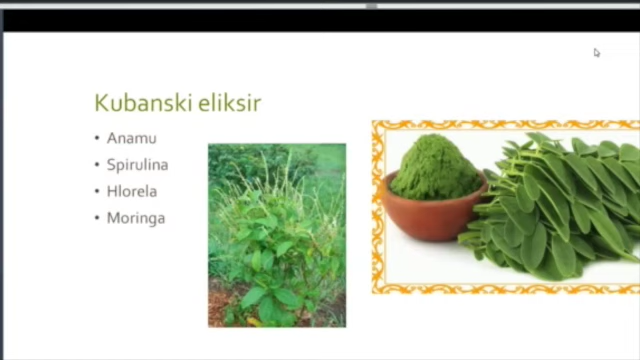 Kubanski eliksir
• Anamu
• Spirulina
• Hlorela
• Moringa